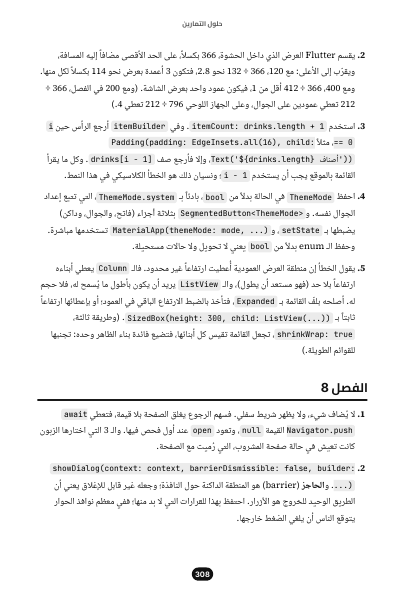 حلول التمارين
2. يقسم Flutter العرض الذي داخل الحشوة، 366 بكسلاً، على الحد الأقصى مضافاً إليه المسافة،
ويقرّب إلى الأعلى: مع 120، 366 ÷ 132 نحو 2.8، فتكون 3 أعمدة بعرض نحو 114 بكسلاً لكل منها.
ومع 400، 366 ÷ 412 أقل من 1، فيكون عمود واحد بعرض الشاشة. (ومع 200 في الفصل، 366 ÷
212 تعطي عمودين على الجوال، وعلى الجهاز اللوحي 796 ÷ 212 تعطي 4.)
3. استخدم itemCount: drinks.length + 1. وفي itemBuilder أرجع الرأس حين i
== 0، مثلاً Padding(padding: EdgeInsets.all(16), child:
Text('${drinks.length} أصناف'))، وإلا فأرجع صف drinks[i - 1]. وكل ما يقرأ
القائمة بالموقع يجب أن يستخدم i - 1؛ ونسيان ذلك هو الخطأ الكلاسيكي في هذا النمط.
4. احفظ ThemeMode في الحالة بدلاً من bool، بادئاً بـ ThemeMode.system، التي تتبع إعداد
الجوال نفسه. و SegmentedButton<ThemeMode> بثلاثة أجزاء (فاتح، والجوال، وداكن)
يضبطها بـ setState، و MaterialApp(themeMode: mode, ...) تستخدمها مباشرة.
وحفظ الـ enum بدلاً من bool يعني لا تحويل ولا حالات مستحيلة.
5. يقول الخطأ إن منطقة العرض العمودية أُعطيت ارتفاعاً غير محدود. فالـ Column يعطي أبناءه
ارتفاعاً بلا حد (فهو مستعد أن يطول)، والـ ListView يريد أن يكون بأطول ما يُسمح له، فلا حجم
له. أصلحه بلفّ القائمة بـ Expanded، فتأخذ بالضبط الارتفاع الباقي في العمود؛ أو بإعطائها ارتفاعاً
ثابتاً بـ SizedBox(height: 300, child: ListView(...)). (وطريقة ثالثة،
shrinkWrap: true، تجعل القائمة تقيس كل أبنائها، فتضيع فائدة بناء الظاهر وحده؛ تجنبها
للقوائم الطويلة.)
الفصل 8
1. لا يُضاف شيء، ولا يظهر شريط سفلي. فسهم الرجوع يغلق الصفحة بلا قيمة، فتعطي await
Navigator.push القيمة null، وتعود open عند أول فحص فيها. والـ 3 التي اختارها الزبون
كانت تعيش في حالة صفحة المشروب، التي رُميت مع الصفحة.
2. showDialog(context: context, barrierDismissible: false, builder:
...). والحاجز (barrier) هو المنطقة الداكنة حول النافذة؛ وجعله غير قابل للإغلاق يعني أن
الطريق الوحيد للخروج هو الأزرار. احتفظ بهذا للقرارات التي لا بد منها؛ ففي معظم نوافذ الحوار
يتوقع الناس أن يلغي الضغط خارجها.
308